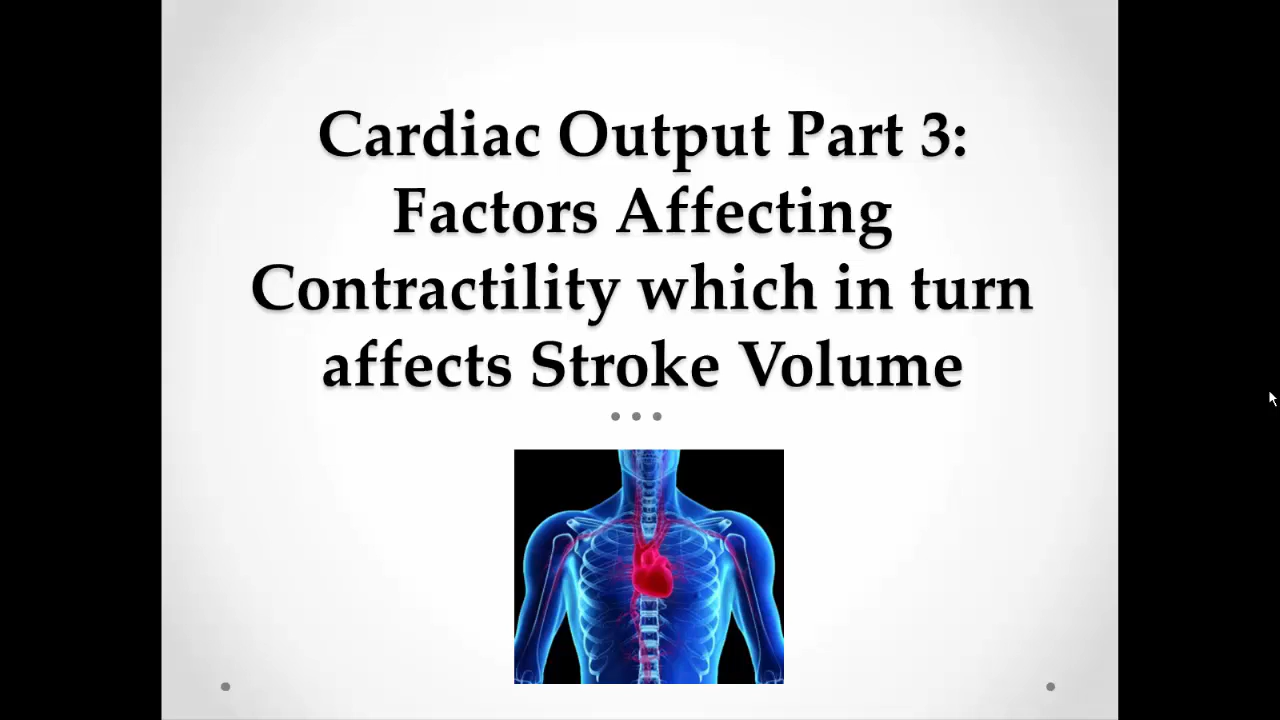 Cardiac Output Part 3:
Factors Affecting
Contractility which in turn
affects Stroke Volume